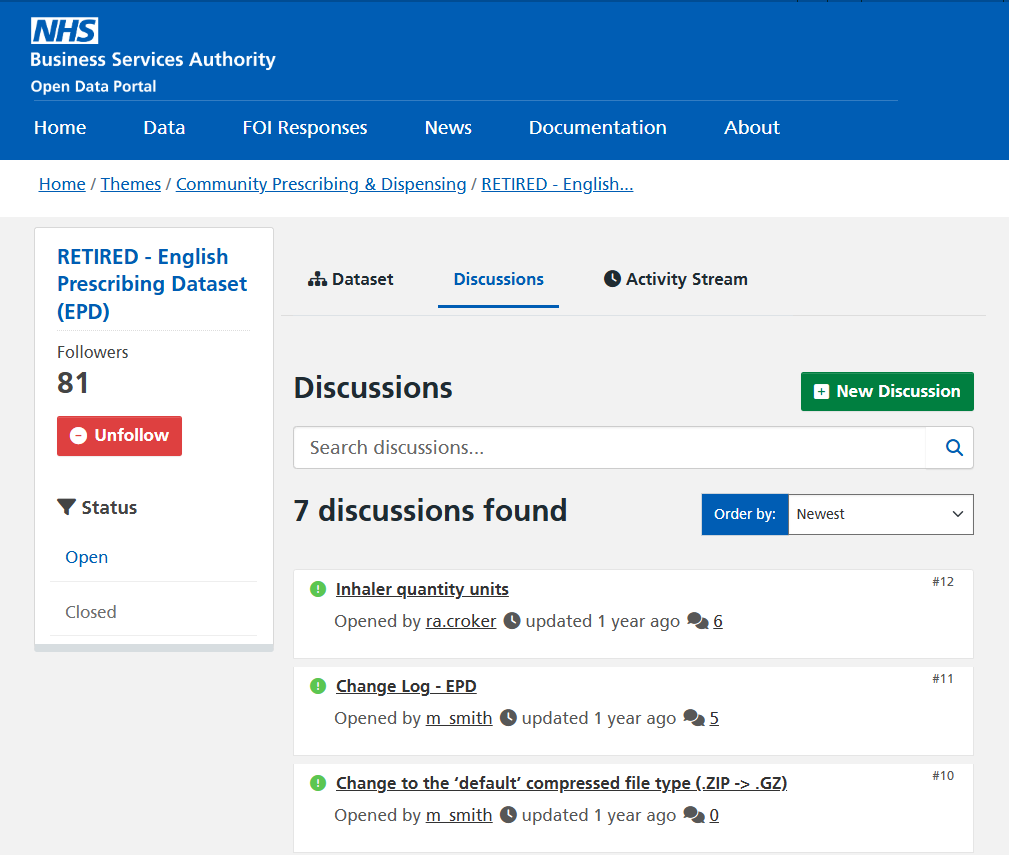 NHS
Business Services Authority
Open Data Portal
Home Data FOI Responses News Documentation About
Home / Themes / Community Prescribing & Dispensing / RETIRED - English...
RETIRED - English
Prescribing Dataset
(EPD)
Followers
81
Unfollow
Status
Open
Closed
Dataset Discussions Activity Stream
Discussions
New Discussion
Search discussions...
7 discussions found
Order by: Newest
Inhaler quantity units #12
Opened by ra.croker updated 1 year ago 6
Change Log - EPD #11
Opened by m_smith updated 1 year ago 5
Change to the ‘default’ compressed file type (.ZIP -> .GZ) #10
Opened by m_smith updated 1 year ago 0